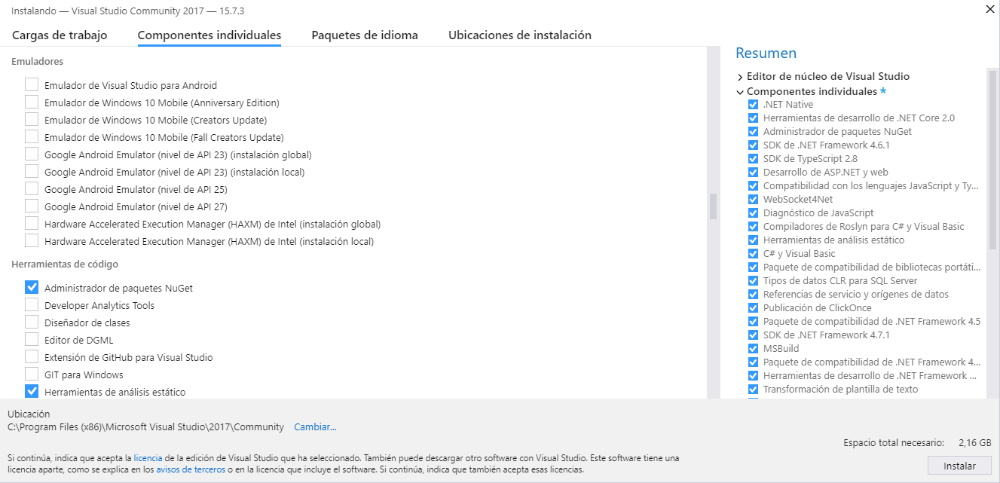 Instalando — Visual Studio Community 2017 — 15.7.3
Cargas de trabajo
Componentes individuales
Paquetes de idioma
Ubicaciones de instalación
Emuladores
Emulador de Visual Studio para Android
Emulador de Windows 10 Mobile (Anniversary Edition)
Emulador de Windows 10 Mobile (Creators Update)
Emulador de Windows 10 Mobile (Fall Creators Update)
Google Android Emulator (nivel de API 23) (instalación global)
Google Android Emulator (nivel de API 23) (instalación local)
Google Android Emulator (nivel de API 25)
Google Android Emulator (nivel de API 27)
Hardware Accelerated Execution Manager (HAXM) de Intel (instalación global)
Hardware Accelerated Execution Manager (HAXM) de Intel (instalación local)
Herramientas de código
Administrador de paquetes NuGet
Developer Analytics Tools
Diseñador de clases
Editor de DGML
Extensión de GitHub para Visual Studio
GIT para Windows
Herramientas de análisis estático
Resumen
Editor de núcleo de Visual Studio
Componentes individuales *
.NET Native
Herramientas de desarrollo de .NET Core 2.0
Administrador de paquetes NuGet
SDK de .NET Framework 4.6.1
SDK de TypeScript 2.8
Desarrollo de ASP.NET y web
Compatibilidad con los lenguajes JavaScript y Ty...
WebSocket4Net
Diagnóstico de JavaScript
Compiladores de Roslyn para C# y Visual Basic
Herramientas de análisis estático
C# y Visual Basic
Paquete de compatibilidad de bibliotecas portáti...
Tipos de datos CLR para SQL Server
Referencias de servicio y orígenes de datos
Publicación de ClickOnce
Paquete de compatibilidad de .NET Framework 4.5
SDK de .NET Framework 4.7.1
MSBuild
Paquete de compatibilidad de .NET Framework 4...
Herramientas de desarrollo de .NET Framework ...
Transformación de plantilla de texto
Ubicación
C:\Program Files (x86)\Microsoft Visual Studio\2017\Community Cambiar...
Espacio total necesario: 2,16 GB
Si continúa, indica que acepta la licencia de la edición de Visual Studio que ha seleccionado. También puede descargar otro software con Visual Studio. Este software tiene una
licencia aparte, como se explica en los avisos de terceros o en la licencia que incluye el software. Si continúa, indica que también acepta esas licencias.
Instalar